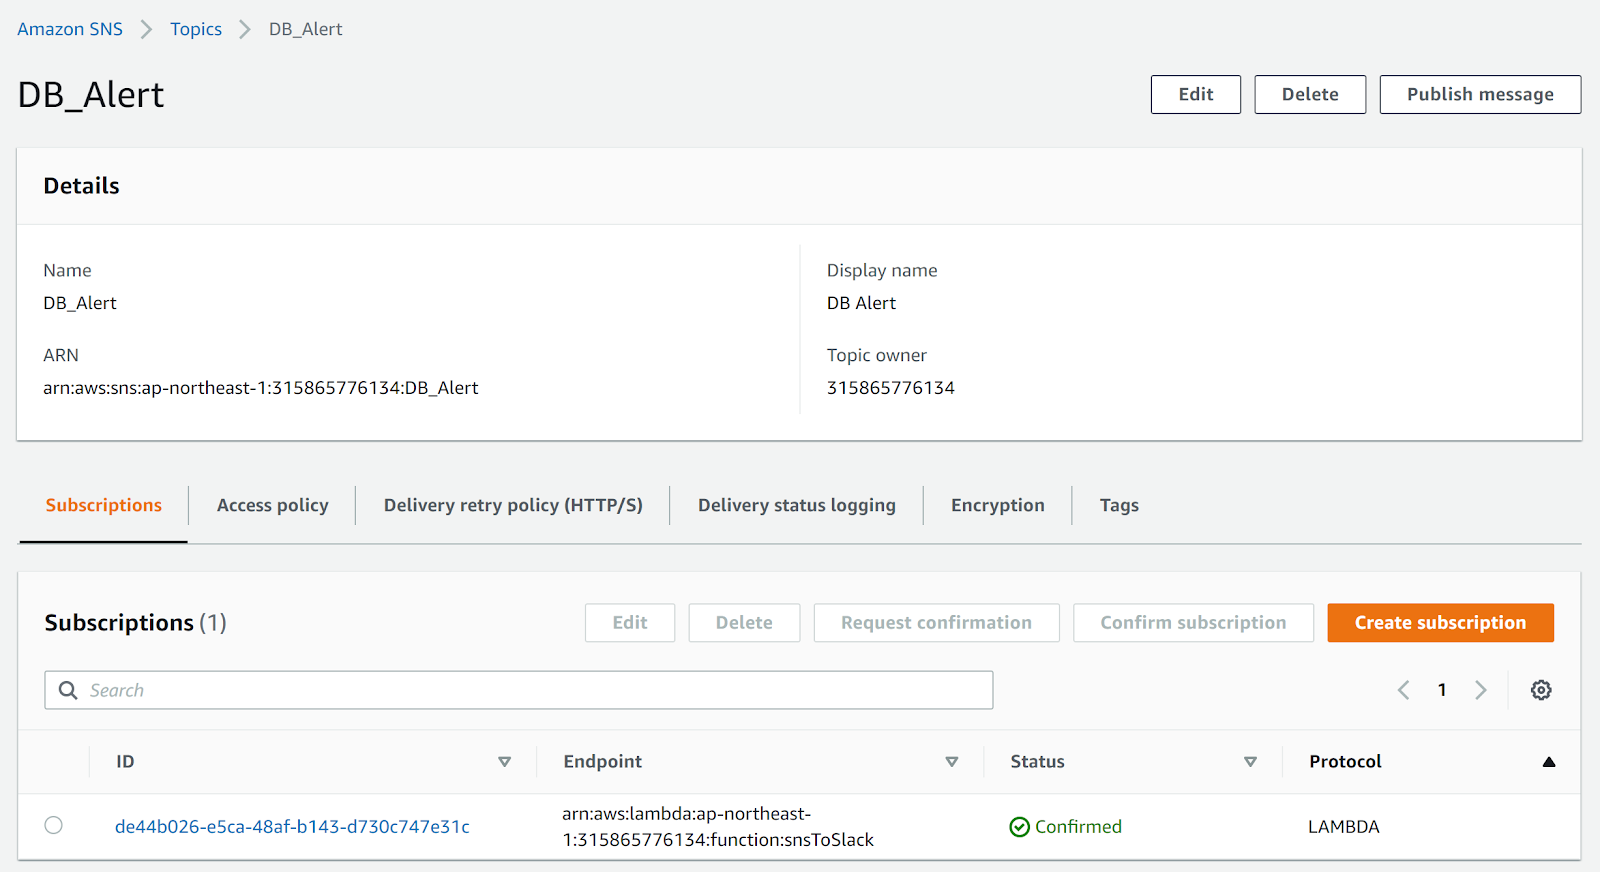 Amazon SNS Topics DB_Alert
DB_Alert
Edit Delete Publish message
Details
Name
DB_Alert
ARN
arn:aws:sns:ap-northeast-1:315865776134:DB_Alert
Display name
DB Alert
Topic owner
315865776134
Subscriptions Access policy Delivery retry policy (HTTP/S) Delivery status logging Encryption Tags
Subscriptions (1)
Edit Delete Request confirmation Confirm subscription Create subscription
Search
1
ID Endpoint Status Protocol
de44b026-e5ca-48af-b143-d730c747e31c
arn:aws:lambda:ap-northeast-
1:315865776134:function:snsToSlack
Confirmed
LAMBDA